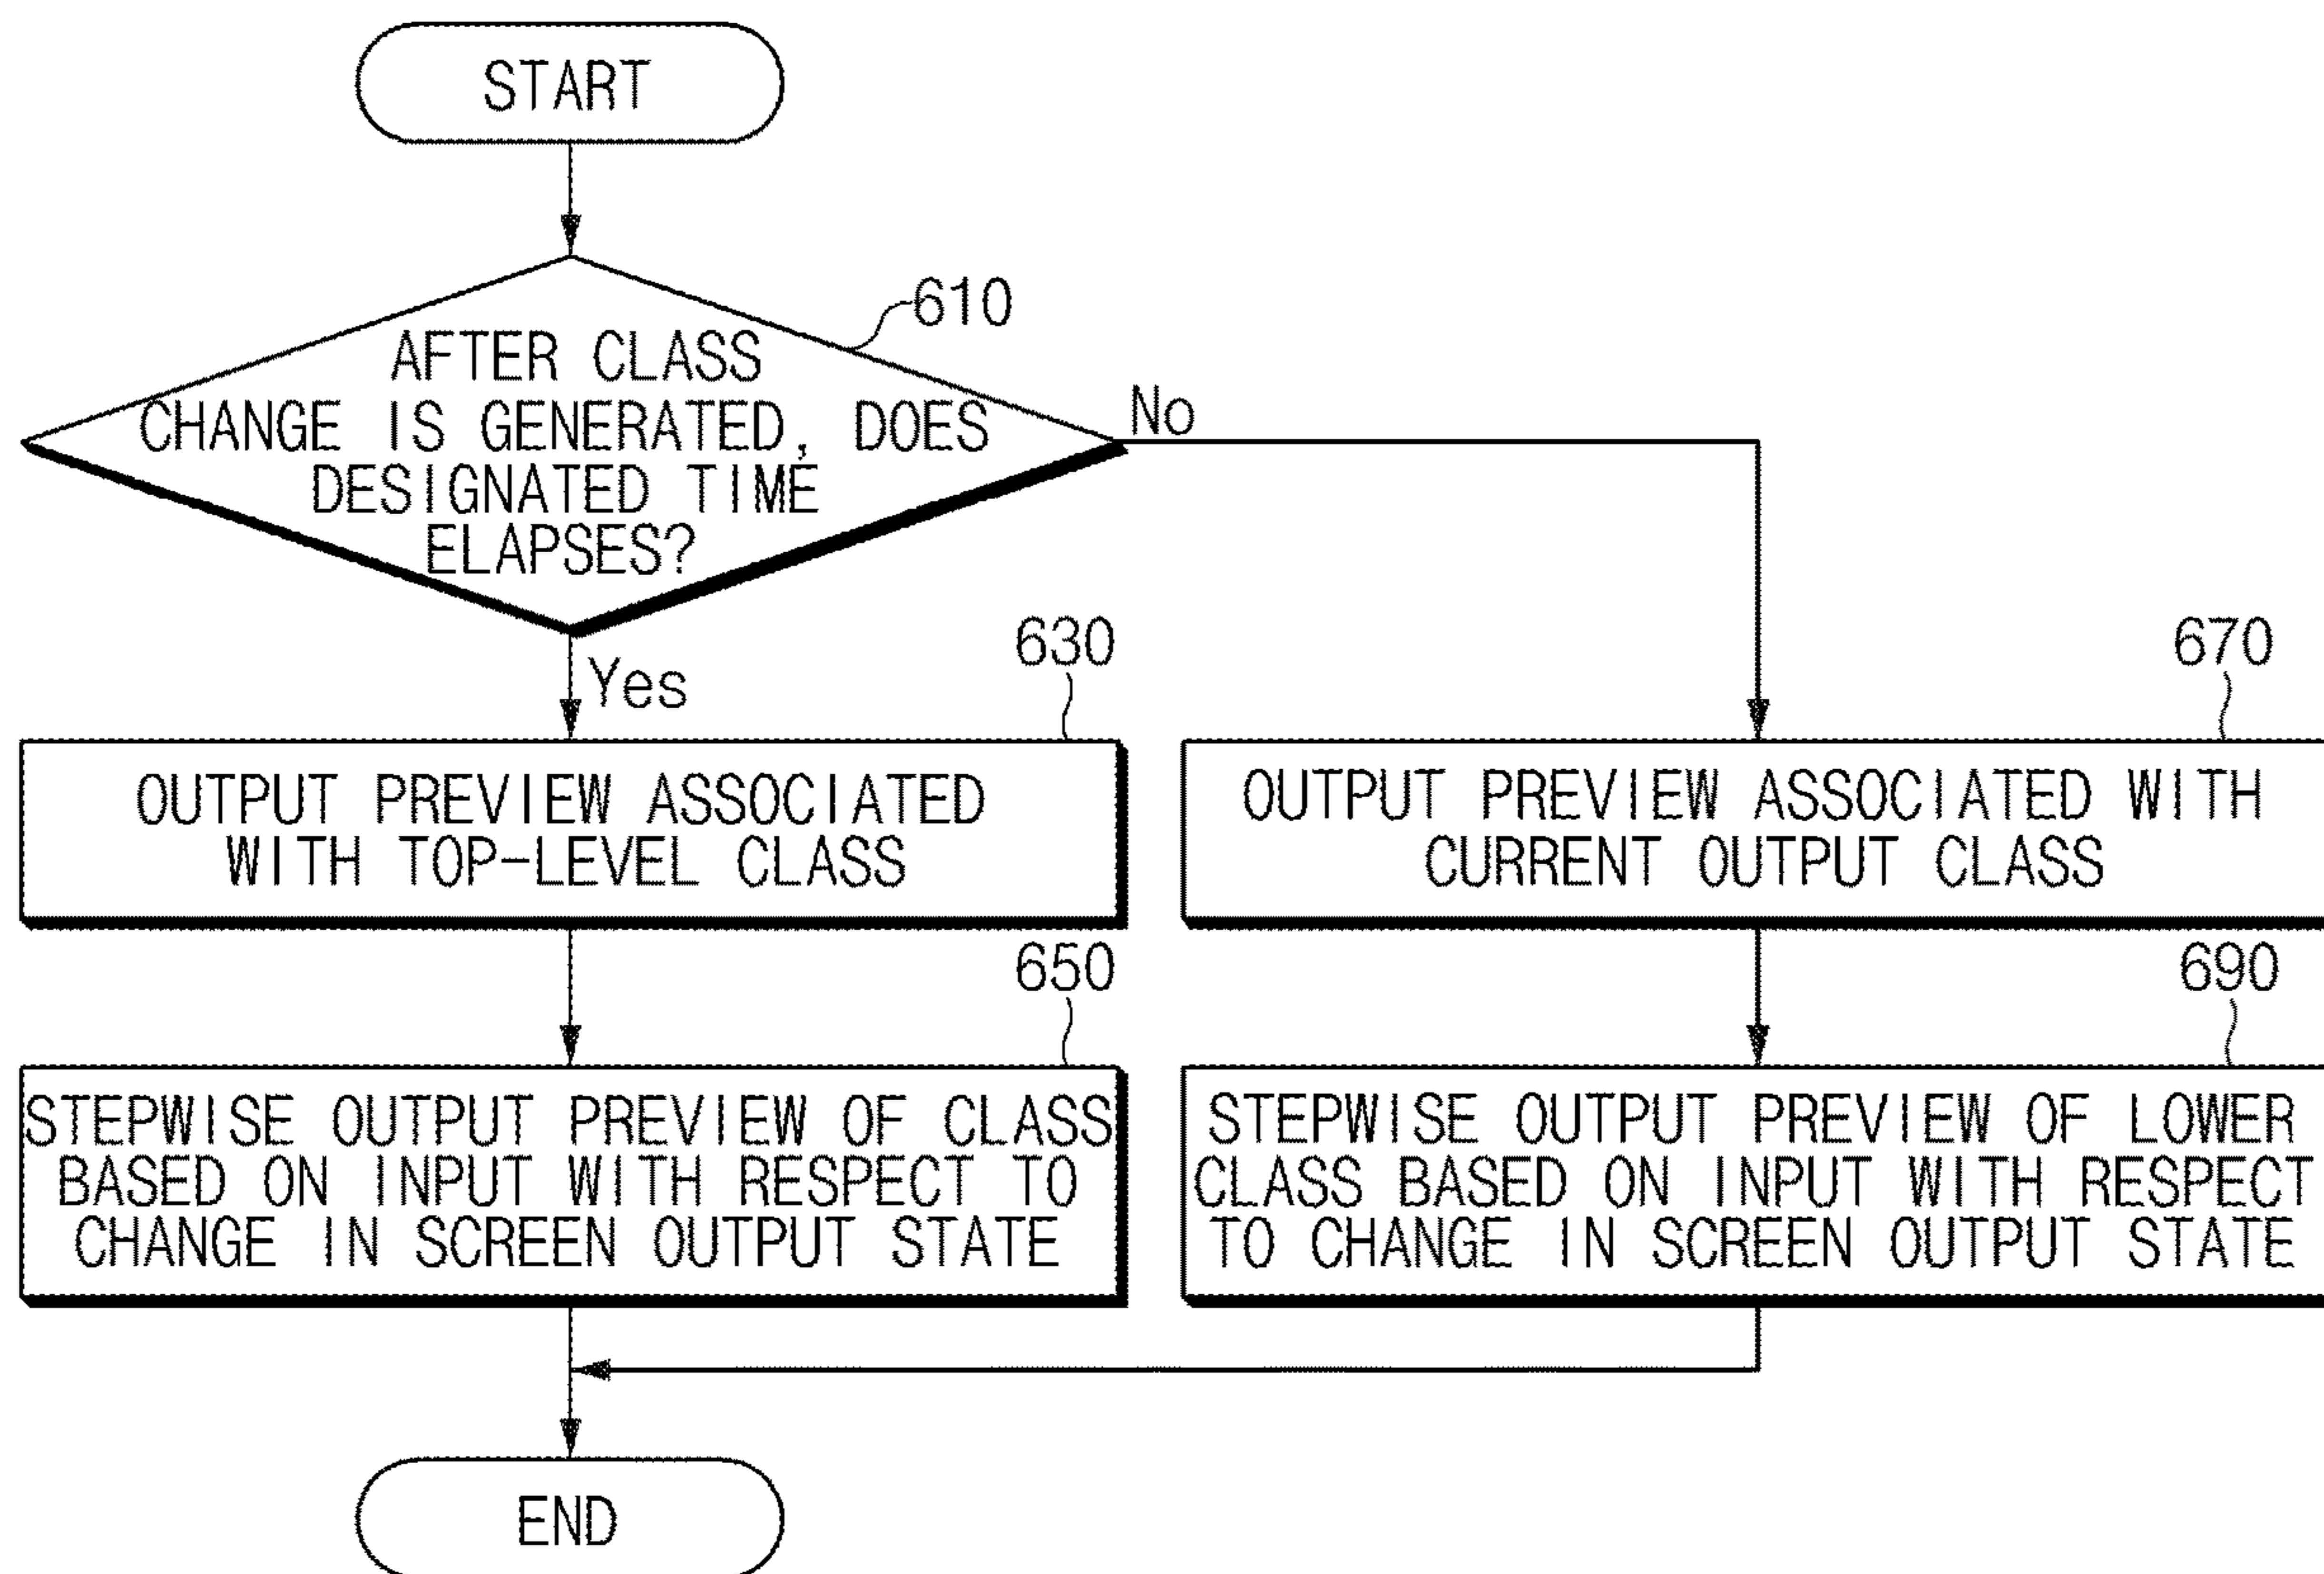 START
610
AFTER CLASS
CHANGE IS GENERATED, DOES
DESIGNATED TIME
ELAPSES?
No
Yes
630
OUTPUT PREVIEW ASSOCIATED
WITH TOP-LEVEL CLASS
670
OUTPUT PREVIEW ASSOCIATED WITH
CURRENT OUTPUT CLASS
650
STEPWISE OUTPUT PREVIEW OF CLASS
BASED ON INPUT WITH RESPECT TO
CHANGE IN SCREEN OUTPUT STATE
690
STEPWISE OUTPUT PREVIEW OF LOWER
CLASS BASED ON INPUT WITH RESPECT
TO CHANGE IN SCREEN OUTPUT STATE
END